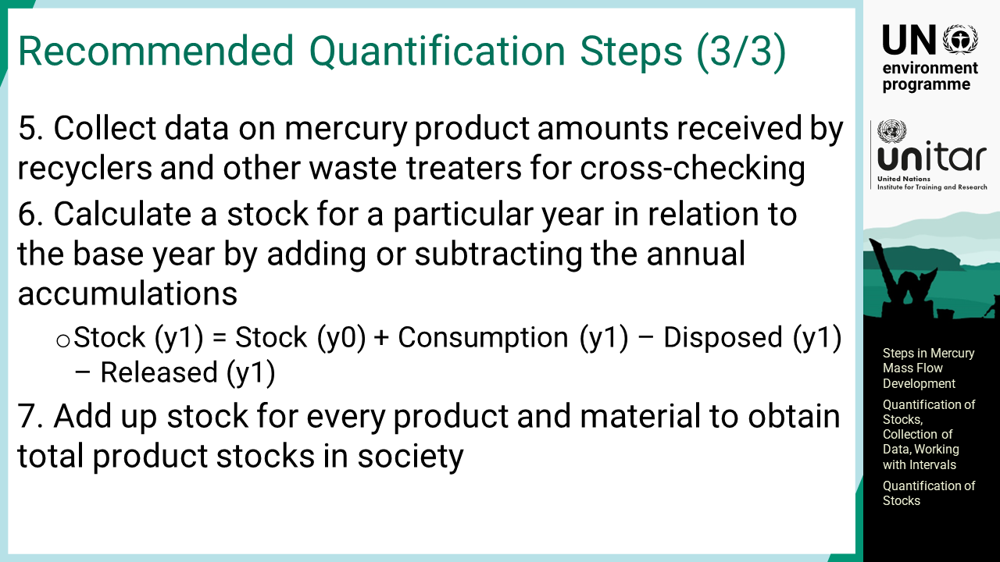 Recommended Quantification Steps (3/3)
5. Collect data on mercury product amounts received by
recyclers and other waste treaters for cross-checking
6. Calculate a stock for a particular year in relation to
the base year by adding or subtracting the annual
accumulations
○Stock (y1) = Stock (y0) + Consumption (y1) – Disposed (y1)
– Released (y1)
7. Add up stock for every product and material to obtain
total product stocks in society
UN
environment
programme
unitar
United Nations
Institute for Training and Research
Steps in Mercury
Mass Flow
Development
Quantification of
Stocks,
Collection of
Data, Working
with Intervals
Quantification of
Stocks